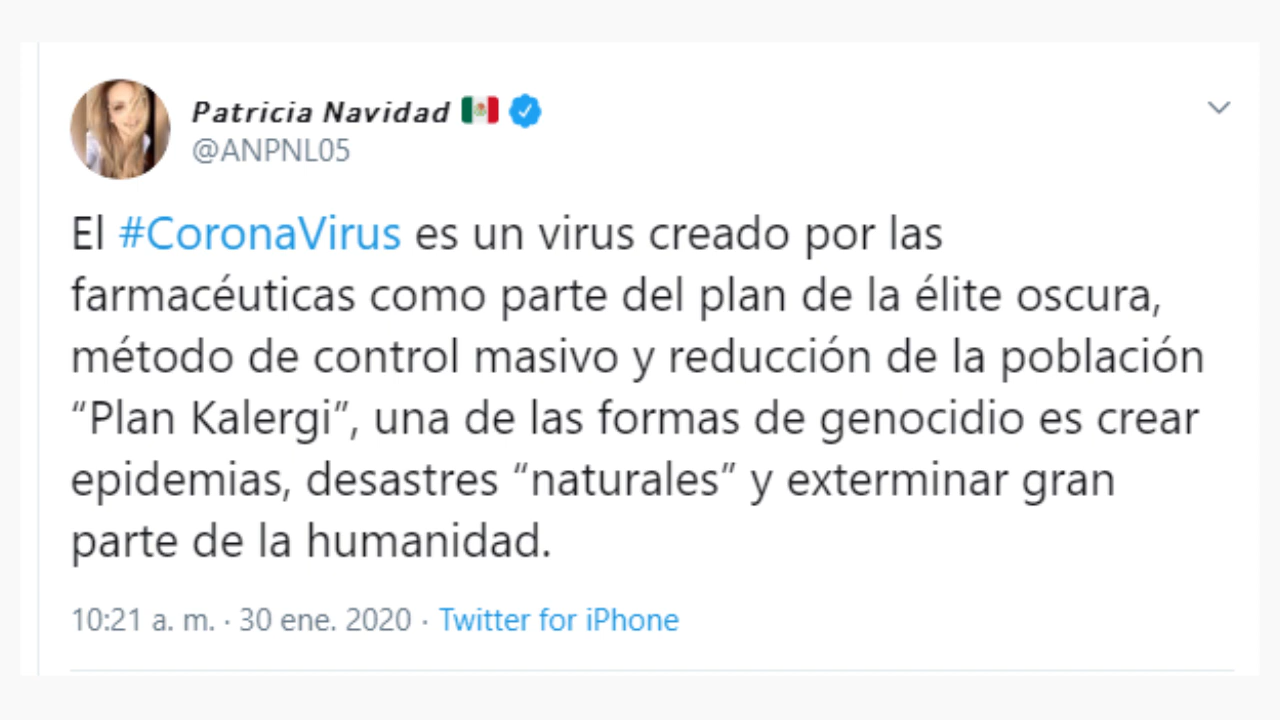 Patricia Navidad 🇲🇽
@ANPNL05
El #CoronaVirus es un virus creado por las
farmacéuticas como parte del plan de la élite oscura,
método de control masivo y reducción de la población
“Plan Kalergi”, una de las formas de genocidio es crear
epidemias, desastres “naturales” y exterminar gran
parte de la humanidad.
10:21 a. m. · 30 ene. 2020 · Twitter for iPhone